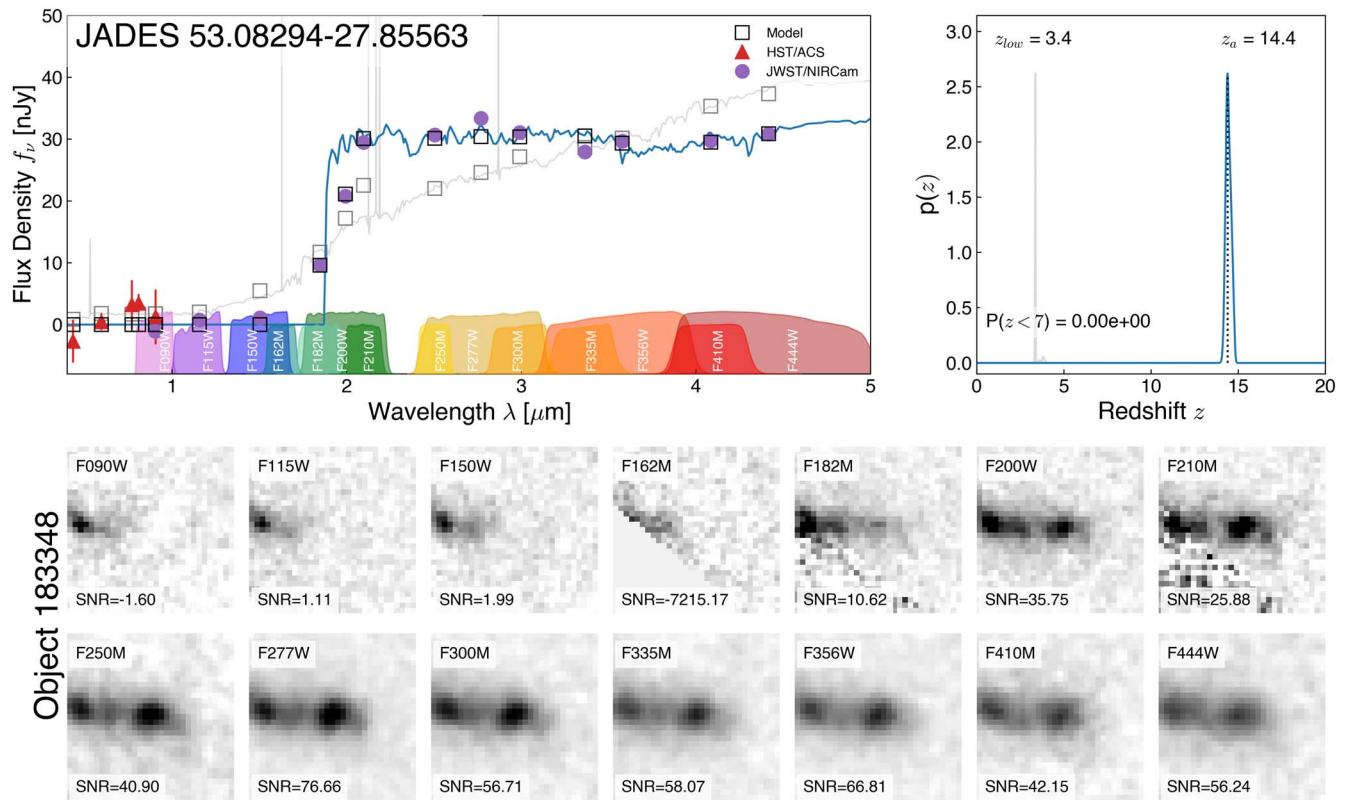 JADES 53.08294-27.85563
Model
HST/ACS
JWST/NIRCam
50
40
30
20
10
0
Flux Density f_ν [nJy]
F090W
F115W
F150W
F162M
F182M
F200W
F210M
F250M
F277W
F300M
F335M
F356W
F410M
F444W
1
2
3
4
5
Wavelength λ [μm]
z_low = 3.4
z_a = 14.4
3.0
2.5
2.0
1.5
1.0
0.5
0.0
p(z)
P(z < 7) = 0.00e+00
0
5
10
15
20
Redshift z
Object 183348
F090W
F115W
F150W
F162M
F182M
F200W
F210M
SNR=-1.60
SNR=1.11
SNR=1.99
SNR=-7215.17
SNR=10.62
SNR=35.75
SNR=25.88
F250M
F277W
F300M
F335M
F356W
F410M
F444W
SNR=40.90
SNR=76.66
SNR=56.71
SNR=58.07
SNR=66.81
SNR=42.15
SNR=56.24